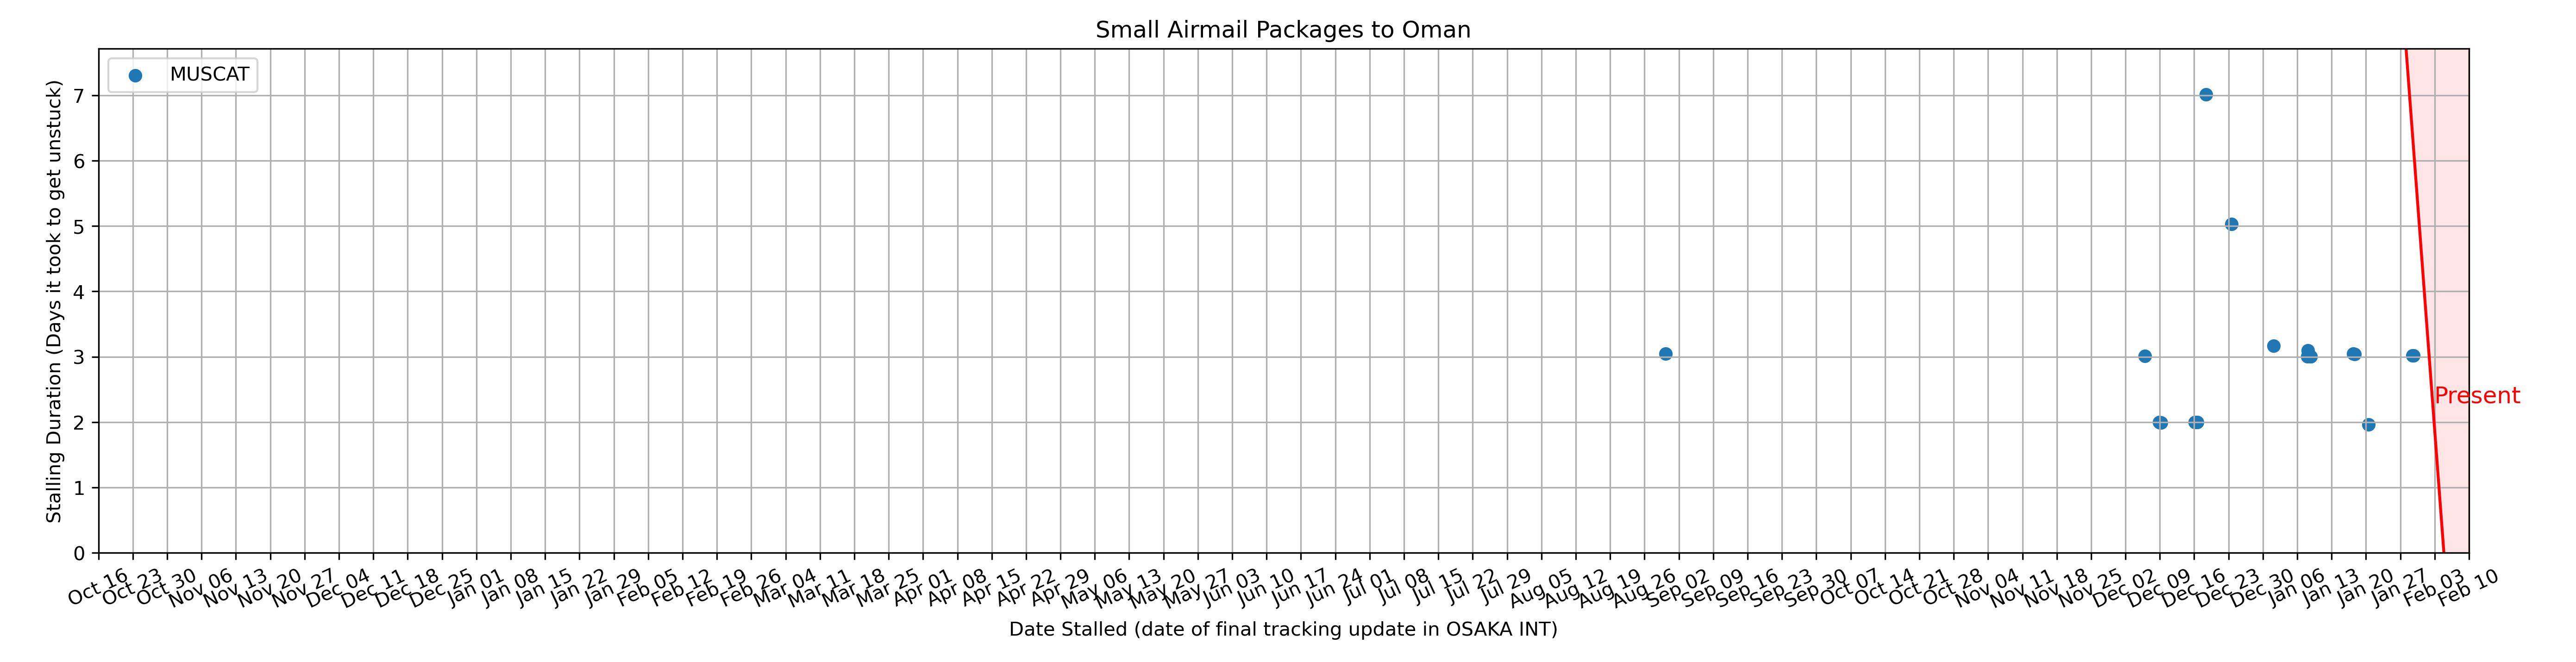 Small Airmail Packages to Oman
MUSCAT
Stalling Duration (Days it took to get unstuck)
7
6
5
4
3
2
1
0
Present
Oct 16
Oct 23
Oct 30
Nov 06
Nov 13
Nov 20
Nov 27
Dec 04
Dec 11
Dec 18
Dec 25
Jan 01
Jan 08
Jan 15
Jan 22
Jan 29
Feb 05
Feb 12
Feb 19
Feb 26
Mar 04
Mar 11
Mar 18
Mar 25
Apr 01
Apr 08
Apr 15
Apr 22
Apr 29
May 06
May 13
May 20
May 27
Jun 03
Jun 10
Jun 17
Jun 24
Jul 01
Jul 08
Jul 15
Jul 22
Jul 29
Aug 05
Aug 12
Aug 19
Aug 26
Sep 02
Sep 09
Sep 16
Sep 23
Sep 30
Oct 07
Oct 14
Oct 21
Oct 28
Nov 04
Nov 11
Nov 18
Nov 25
Dec 02
Dec 09
Dec 16
Dec 23
Dec 30
Jan 06
Jan 13
Jan 20
Jan 27
Feb 03
Feb 10
Date Stalled (date of final tracking update in OSAKA INT)